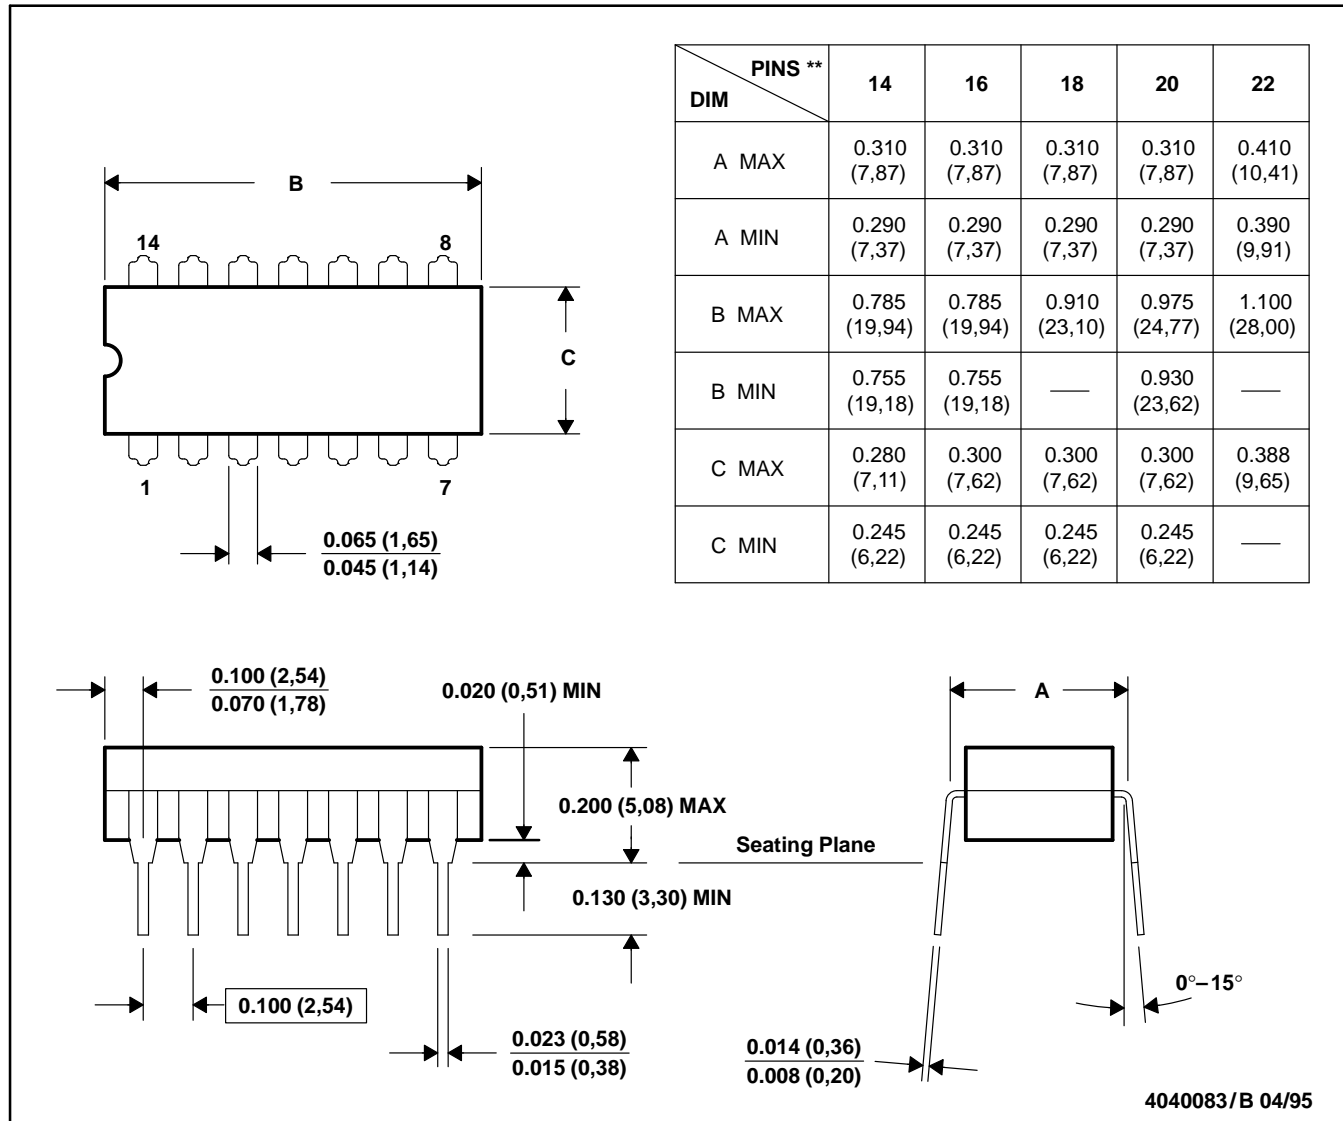 PINS **
DIM
14 16 18 20 22
A MAX
0.310 0.310 0.310 0.310 0.410
(7,87) (7,87) (7,87) (7,87) (10,41)
A MIN
0.290 0.290 0.290 0.290 0.390
(7,37) (7,37) (7,37) (7,37) (9,91)
B MAX
0.785 0.785 0.910 0.975 1.100
(19,94) (19,94) (23,10) (24,77) (28,00)
B MIN
0.755 0.755 — 0.930 —
(19,18) (19,18) (23,62)
C MAX
0.280 0.300 0.300 0.300 0.388
(7,11) (7,62) (7,62) (7,62) (9,65)
C MIN
0.245 0.245 0.245 0.245 —
(6,22) (6,22) (6,22) (6,22)
B
14 8
C
1 7
0.065 (1,65)
0.045 (1,14)
0.100 (2,54)
0.070 (1,78)
0.020 (0,51) MIN
0.200 (5,08) MAX
0.130 (3,30) MIN
0.100 (2,54)
0.023 (0,58)
0.015 (0,38)
Seating Plane
A
0°–15°
0.014 (0,36)
0.008 (0,20)
4040083/B 04/95